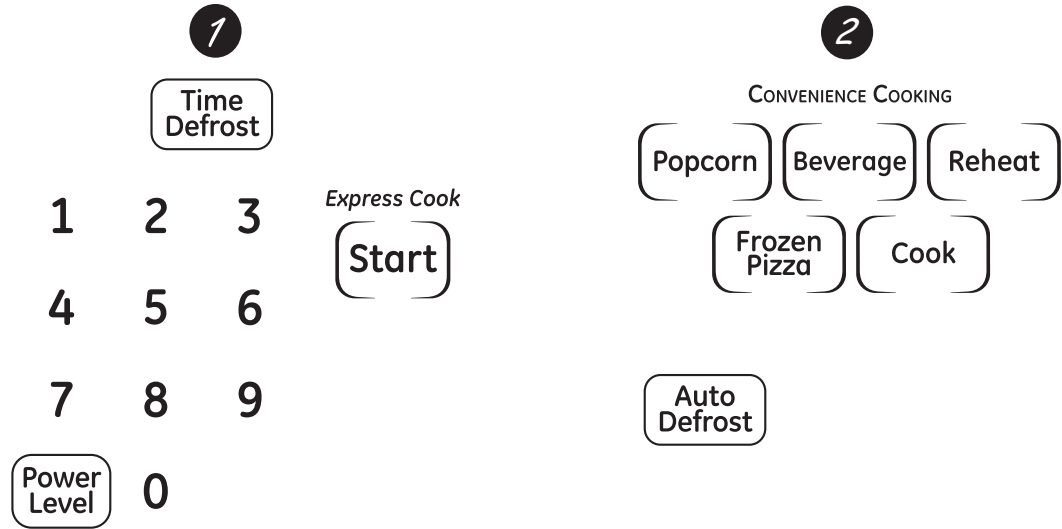 1
Time
Defrost
1 2 3
Express Cook
Start
4 5 6
7 8 9
Power
Level
0
2
CONVENIENCE COOKING
Popcorn
Beverage
Reheat
Frozen
Pizza
Cook
Auto
Defrost